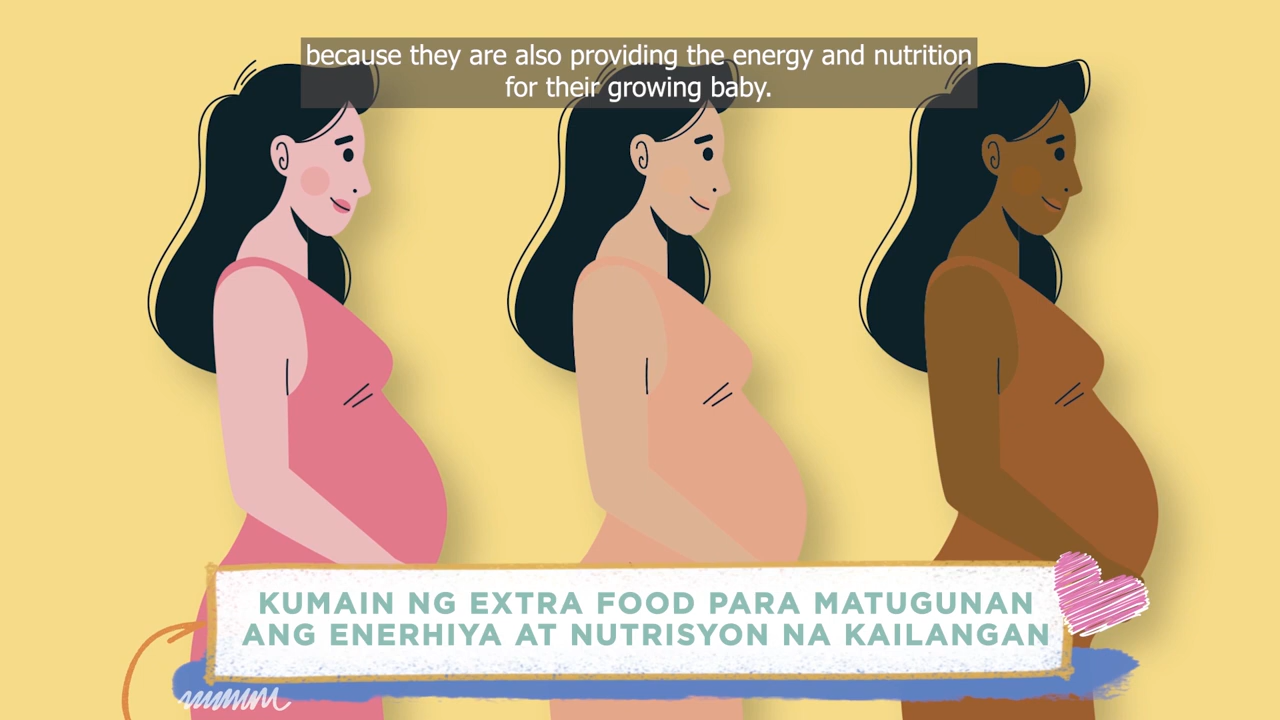 because they are also providing the energy and nutrition
for their growing baby.
KUMAIN NG EXTRA FOOD PARA MATUGUNAN
ANG ENERHIYA AT NUTRISYON NA KAILANGAN